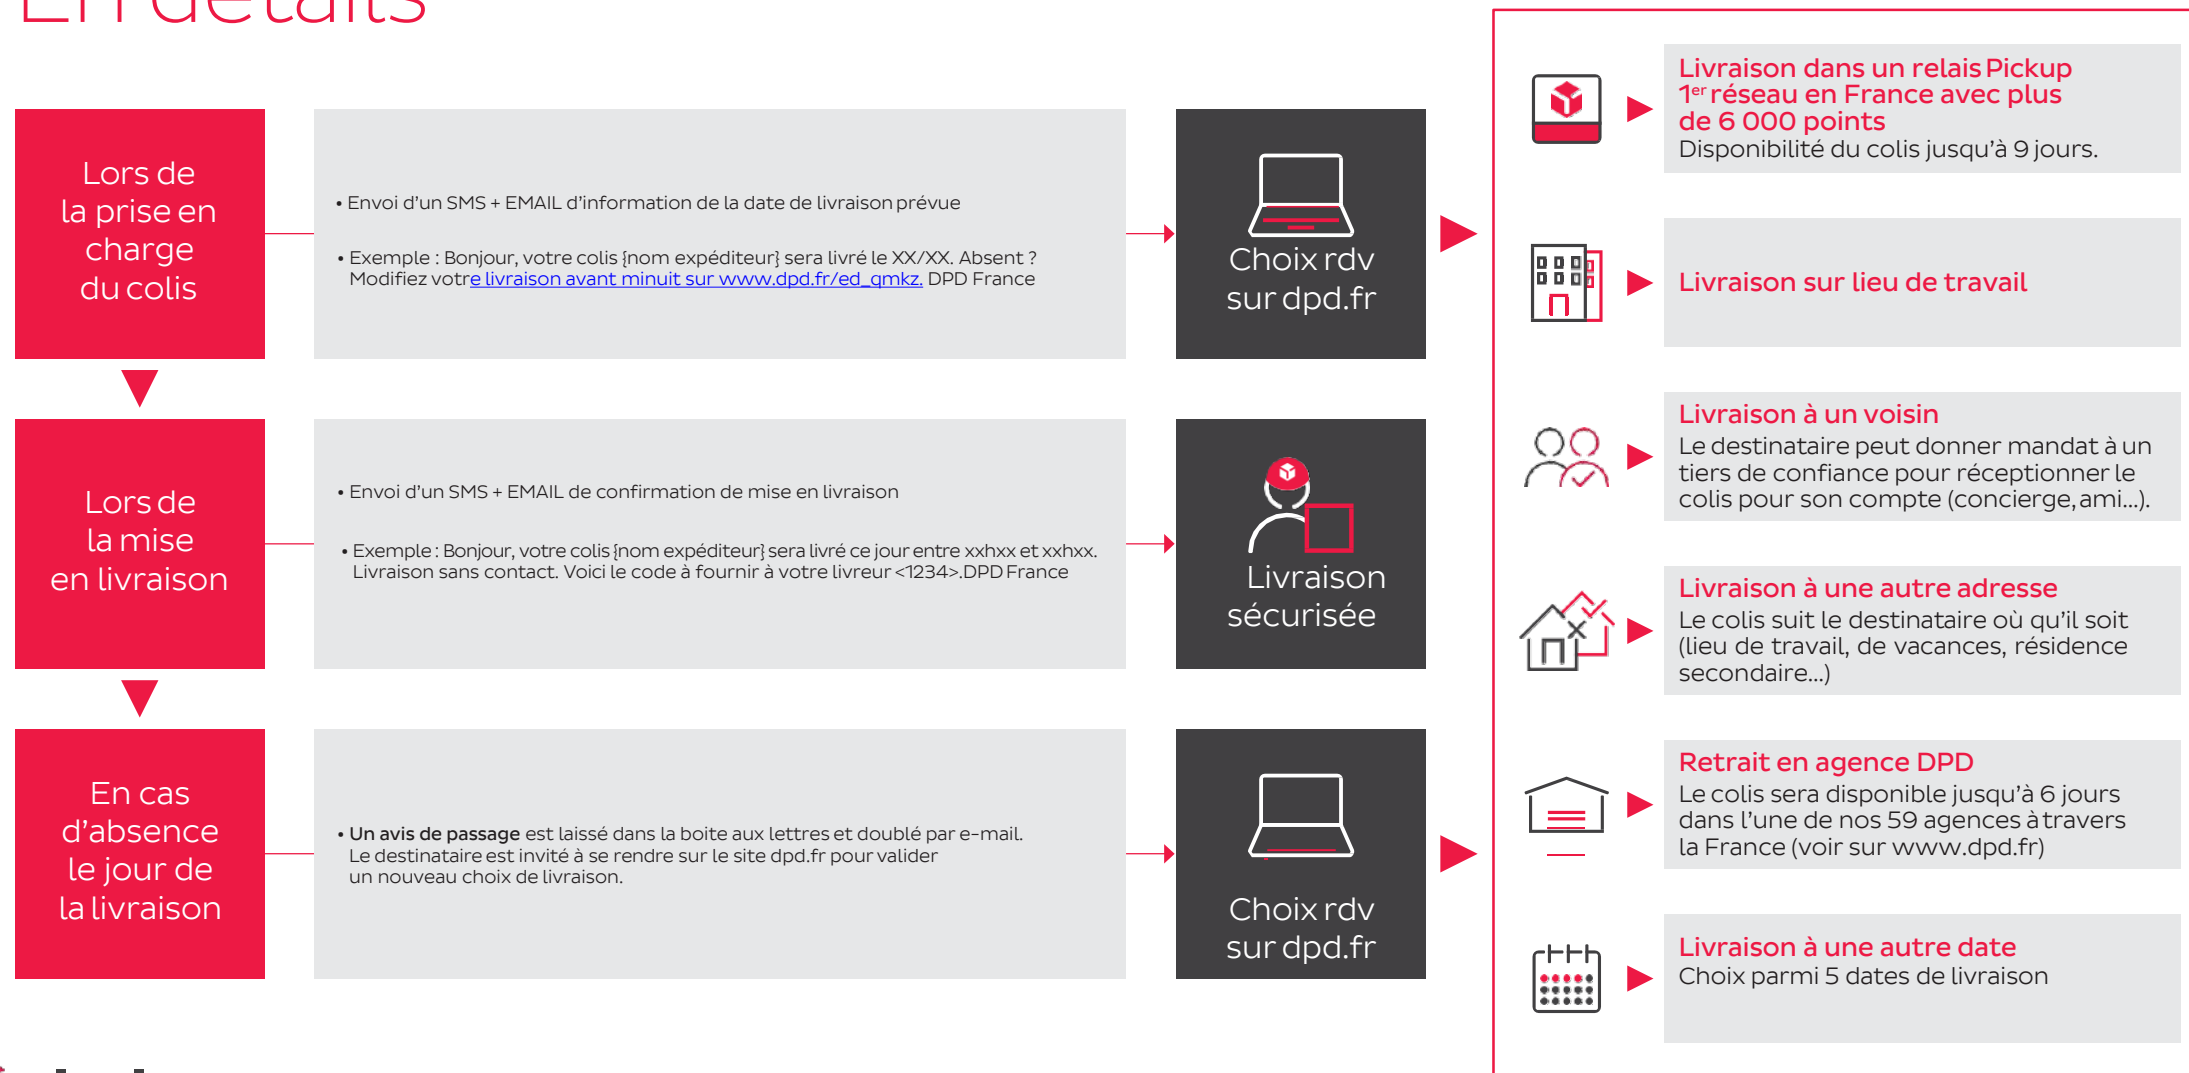 En détails
Lors de
la prise en
charge
du colis
• Envoi d'un SMS + EMAIL d'information de la date de livraison prévue
• Exemple : Bonjour, votre colis {nom expéditeur} sera livré le XX/XX. Absent ?
Modifiez votre livraison avant minuit sur www.dpd.fr/ed_qmkz. DPD France
Choix rdv
sur dpd.fr
Lors de
la mise
en livraison
• Envoi d'un SMS + EMAIL de confirmation de mise en livraison
• Exemple : Bonjour, votre colis {nom expéditeur} sera livré ce jour entre xxhxx et xxhxx.
Livraison sans contact. Voici le code à fournir à votre livreur <1234>.DPD France
Livraison
sécurisée
En cas
d'absence
le jour de
la livraison
• Un avis de passage est laissé dans la boite aux lettres et doublé par e-mail.
Le destinataire est invité à se rendre sur le site dpd.fr pour valider
un nouveau choix de livraison.
Choix rdv
sur dpd.fr
Livraison dans un relais Pickup
1er réseau en France avec plus
de 6 000 points
Disponibilité du colis jusqu'à 9 jours.
Livraison sur lieu de travail
Livraison à un voisin
Le destinataire peut donner mandat à un
tiers de confiance pour réceptionner le
colis pour son compte (concierge, ami...).
Livraison à une autre adresse
Le colis suit le destinataire où qu'il soit
(lieu de travail, de vacances, résidence
secondaire...)
Retrait en agence DPD
Le colis sera disponible jusqu'à 6 jours
dans l'une de nos 59 agences à travers
la France (voir sur www.dpd.fr)
Livraison à une autre date
Choix parmi 5 dates de livraison